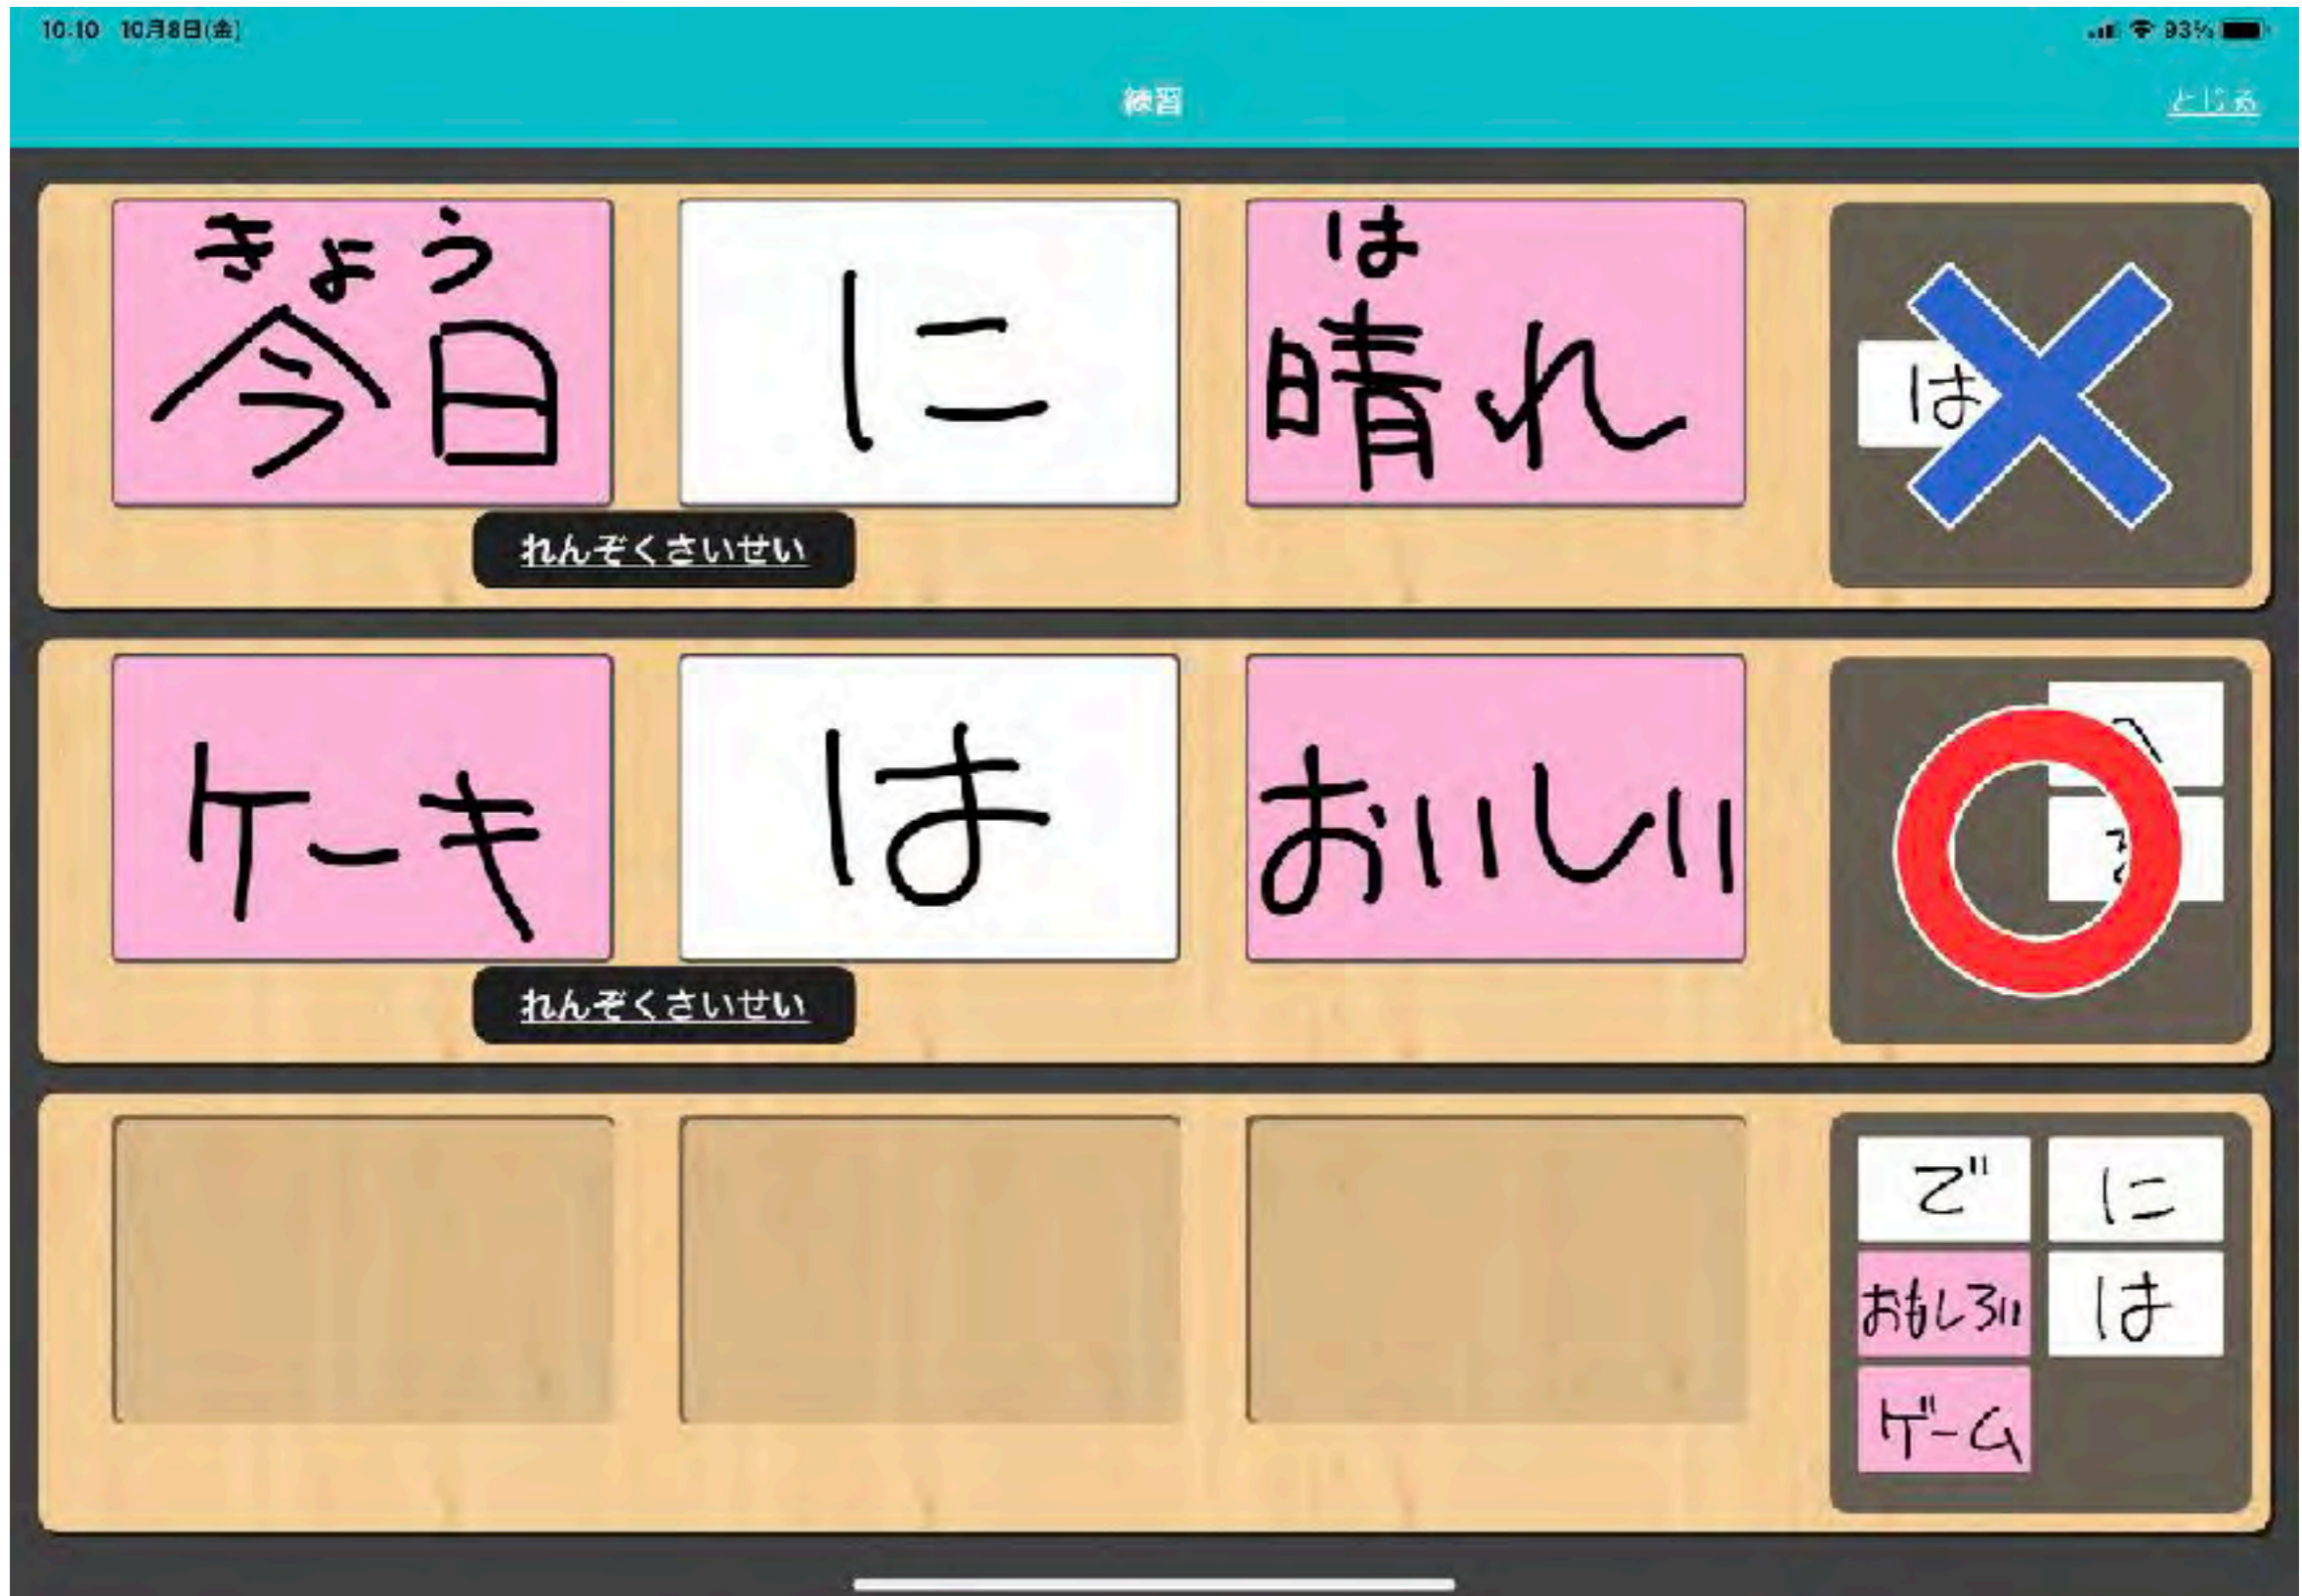 10:10 10月8日(金) 93%
練習 とじる
きょう は
今日 に 晴れ は
れんぞくさいせい
ケーキ は おいしい
れんぞくさいせい
で に
おもしろい は
ゲーム